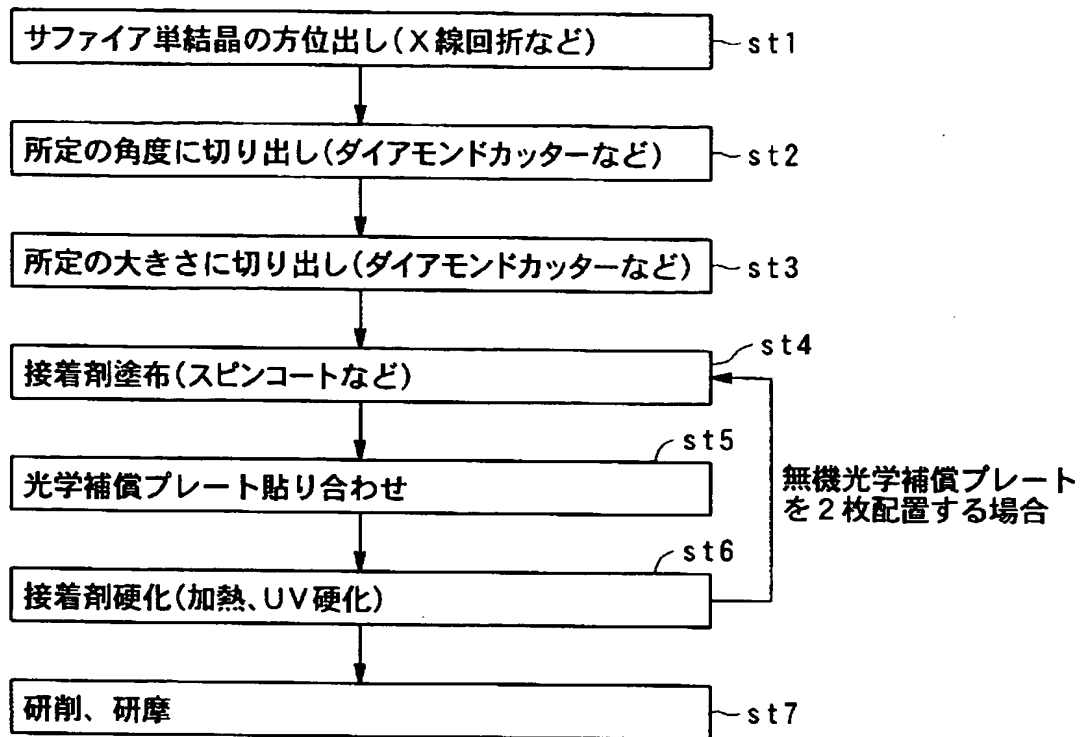 サファイア単結晶の方位出し(X線回折など)
st1
所定の角度に切り出し(ダイアモンドカッターなど)
st2
所定の大きさに切り出し(ダイアモンドカッターなど)
st3
接着剤塗布(スピンコートなど)
st4
光学補償プレート貼り合わせ
st5
無機光学補償プレート
を2枚配置する場合
接着剤硬化(加熱、UV硬化)
st6
研削、研摩
st7